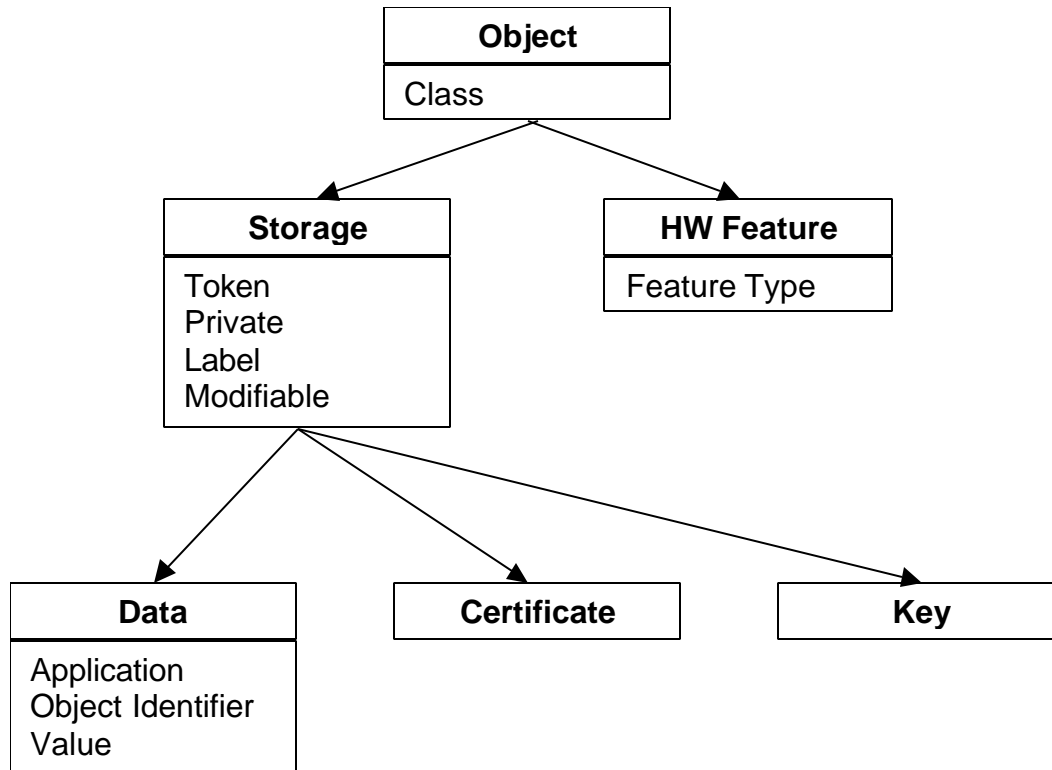 Object
Class
Storage
HW Feature
Token
Private
Label
Modifiable
Feature Type
Data
Certificate
Key
Application
Object Identifier
Value